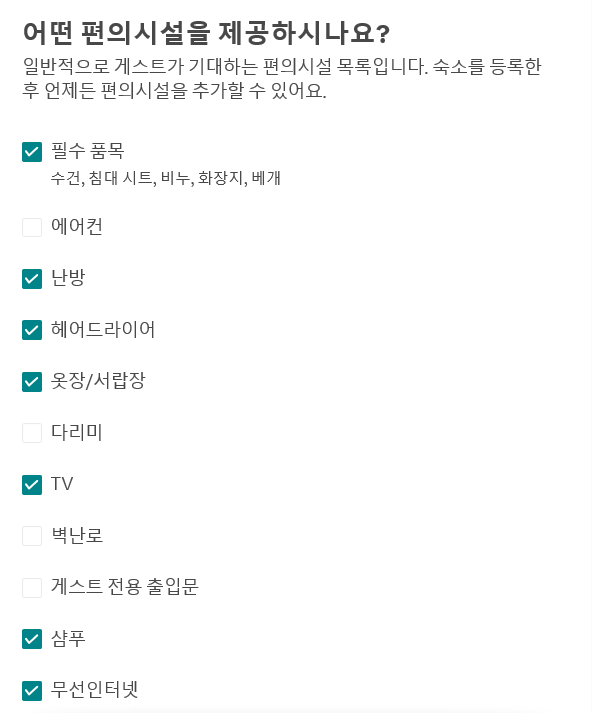 어떤 편의시설을 제공하시나요?
일반적으로 게스트가 기대하는 편의시설 목록입니다. 숙소를 등록한
후 언제든 편의시설을 추가할 수 있어요.
필수 품목
수건, 침대 시트, 비누, 화장지, 베개
에어컨
난방
헤어드라이어
옷장/서랍장
다리미
TV
벽난로
게스트 전용 출입문
샴푸
무선인터넷